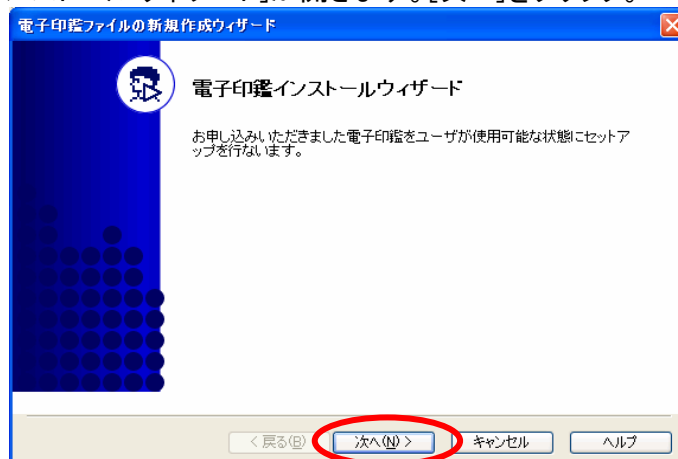 電子印鑑ファイルの新規作成ウィザード
電子印鑑インストールウィザード
お申し込みいただきました電子印鑑をユーザが使用可能な状態にセットア
ップを行ないます。
< 戻る(B)
次へ(N) >
キャンセル
ヘルプ